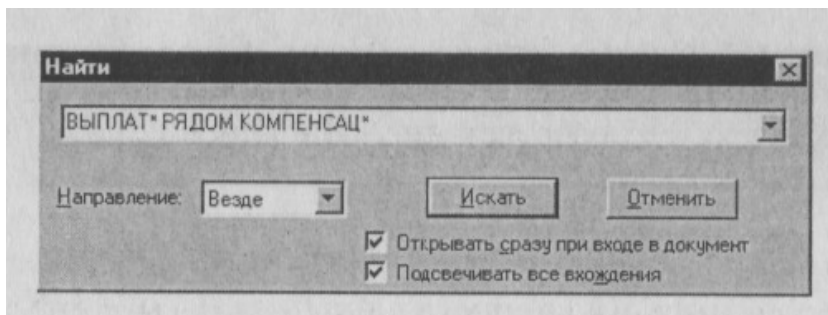 Найти
ВЫПЛАТ* РЯДОМ КОМПЕНСАЦ*
Направление: Везде Искать Отменить
Открывать сразу при входе в документ
Подсвечивать все вхождения